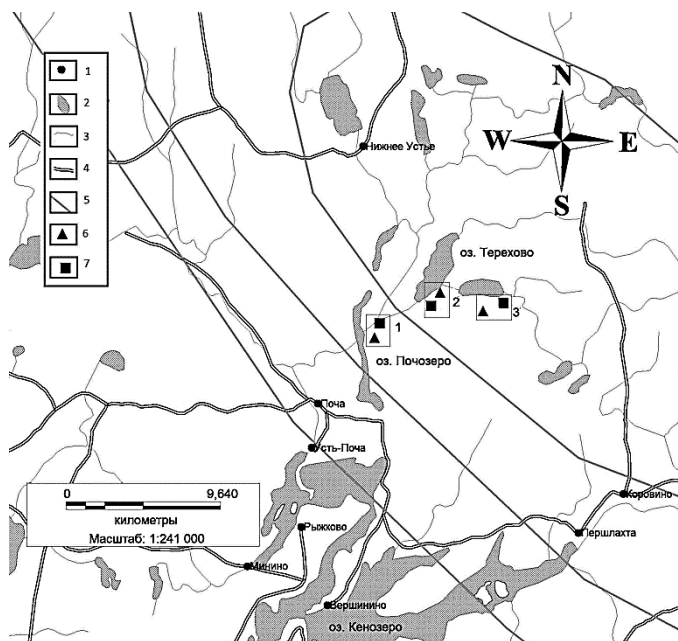 1
2
3
4
5
6
7
N
W E
S
Нижнее Устье
оз. Терехово
2
3
1
оз. Почозеро
Поча
Усть-Поча
0 9,640
километры
Масштаб: 1:241 000
Коровино
Рыжково
Першлахта
Минино
Вершинино
оз. Кенозеро